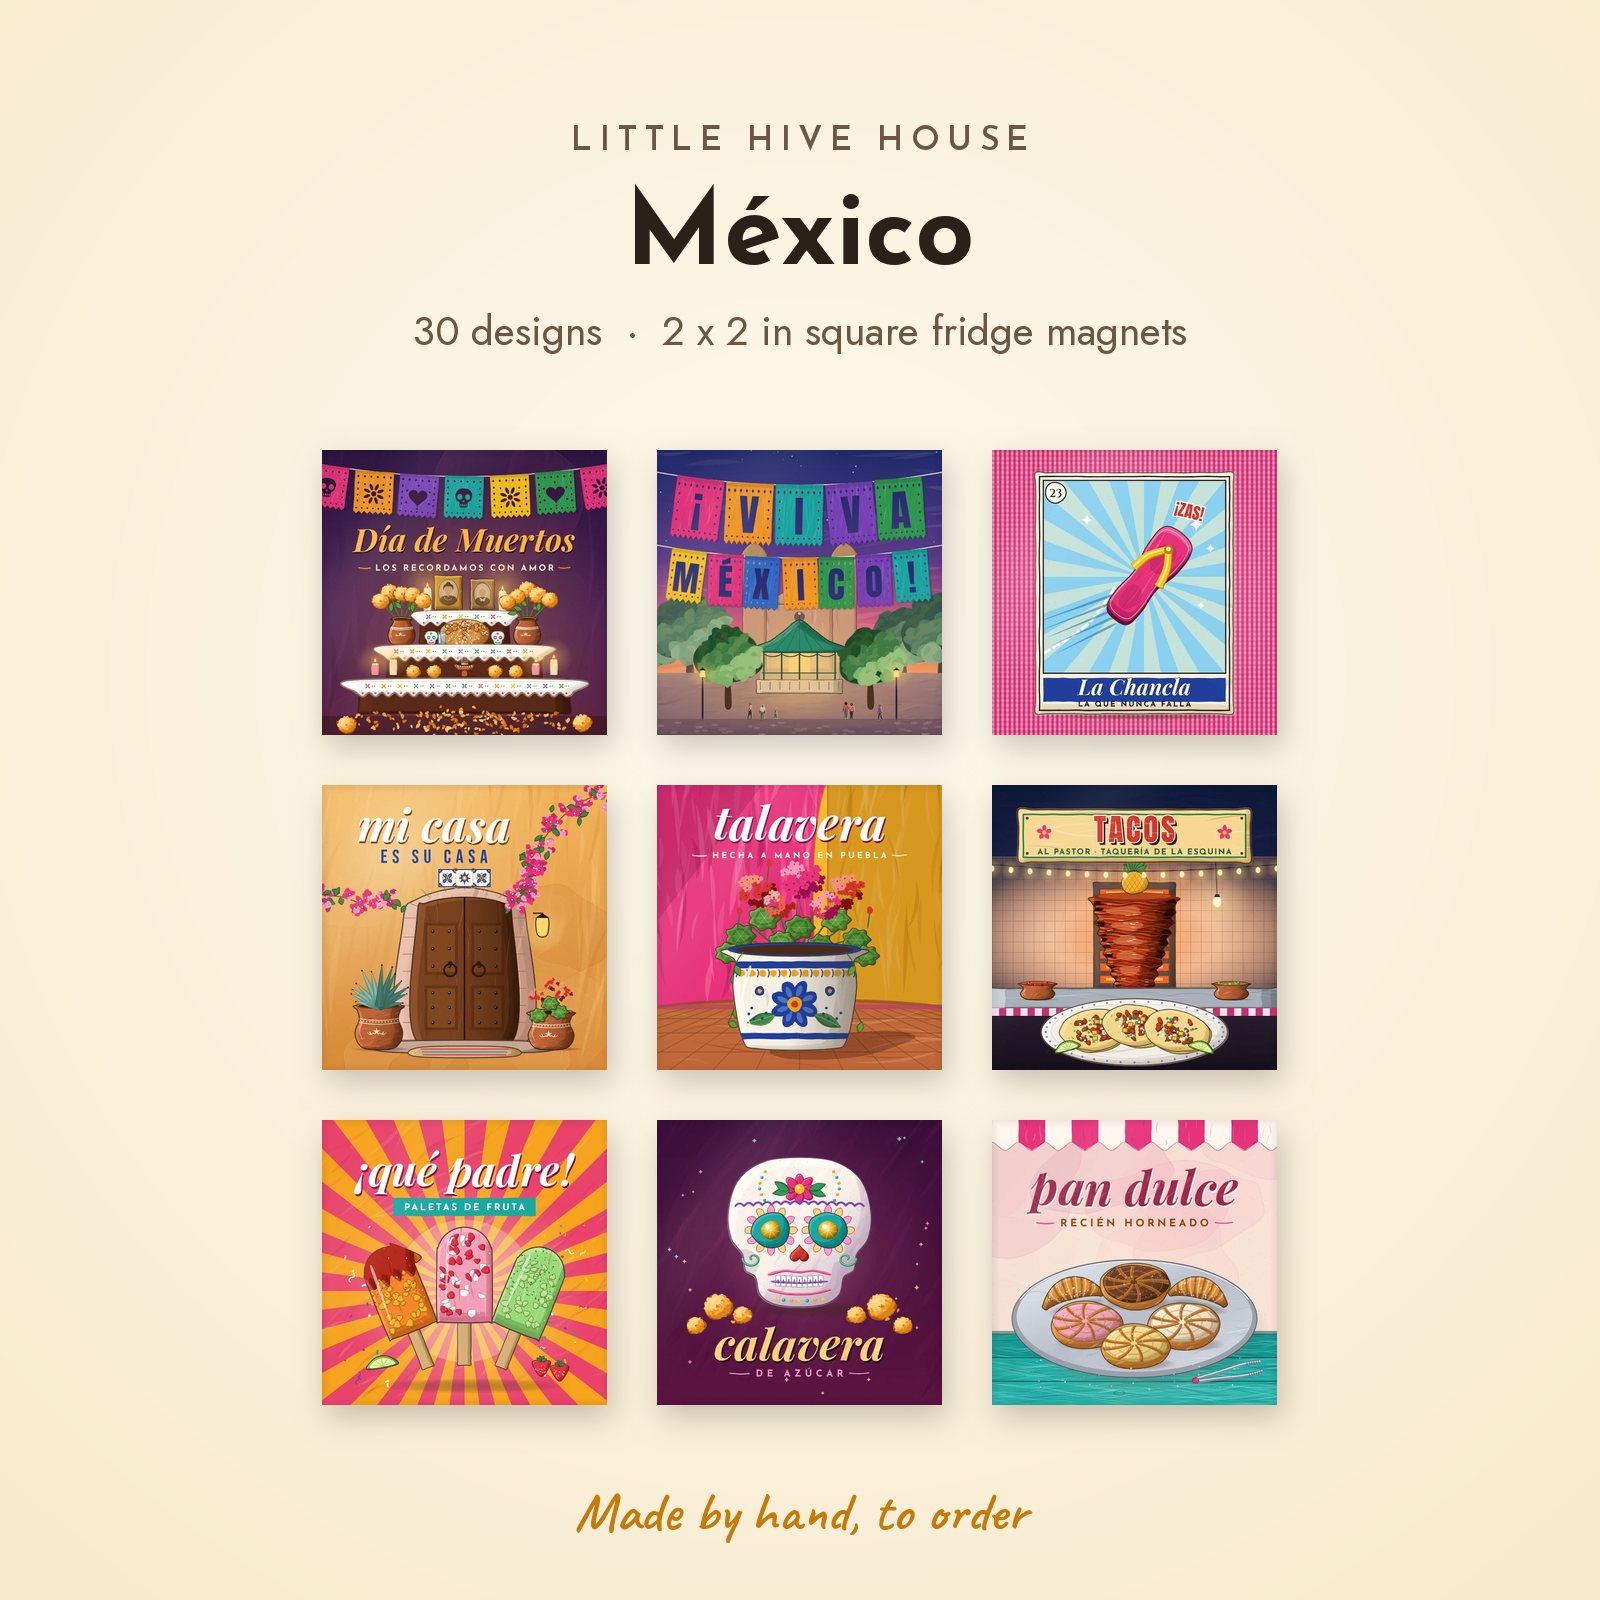 LITTLE HIVE HOUSE
México
30 designs · 2 x 2 in square fridge magnets
Día de Muertos
LOS RECORDAMOS CON AMOR
¡VIVA
MÉXICO!
23
¡ZAS!
La Chancla
LA QUE NUNCA FALLA
mi casa
ES SU CASA
talavera
HECHA A MANO EN PUEBLA
TACOS
AL PASTOR · TAQUERÍA DE LA ESQUINA
¡qué padre!
PALETAS DE FRUTA
calavera
DE AZÚCAR
pan dulce
RECIÉN HORNEADO
Made by hand, to order